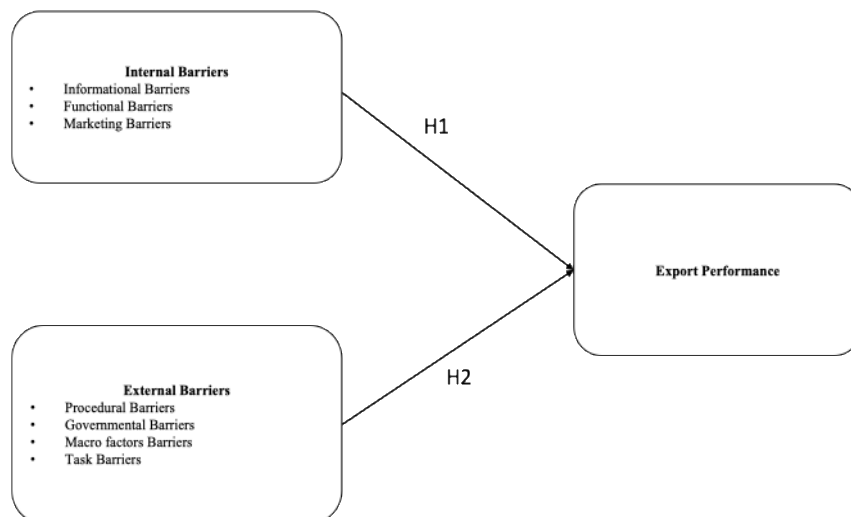 Internal Barriers
• Informational Barriers
• Functional Barriers
• Marketing Barriers
H1
Export Performance
H2
External Barriers
• Procedural Barriers
• Governmental Barriers
• Macro factors Barriers
• Task Barriers